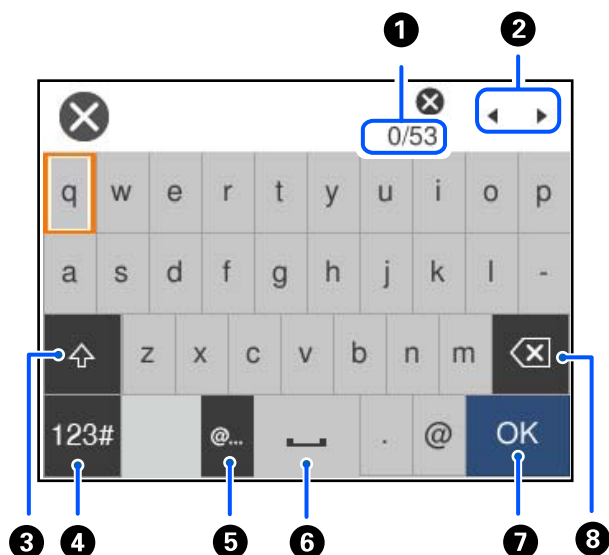 1 2
0/53
q w e r t y u i o p
a s d f g h j k l -
z x c v b n m
123# @... . @ OK
3 4 5 6 7 8